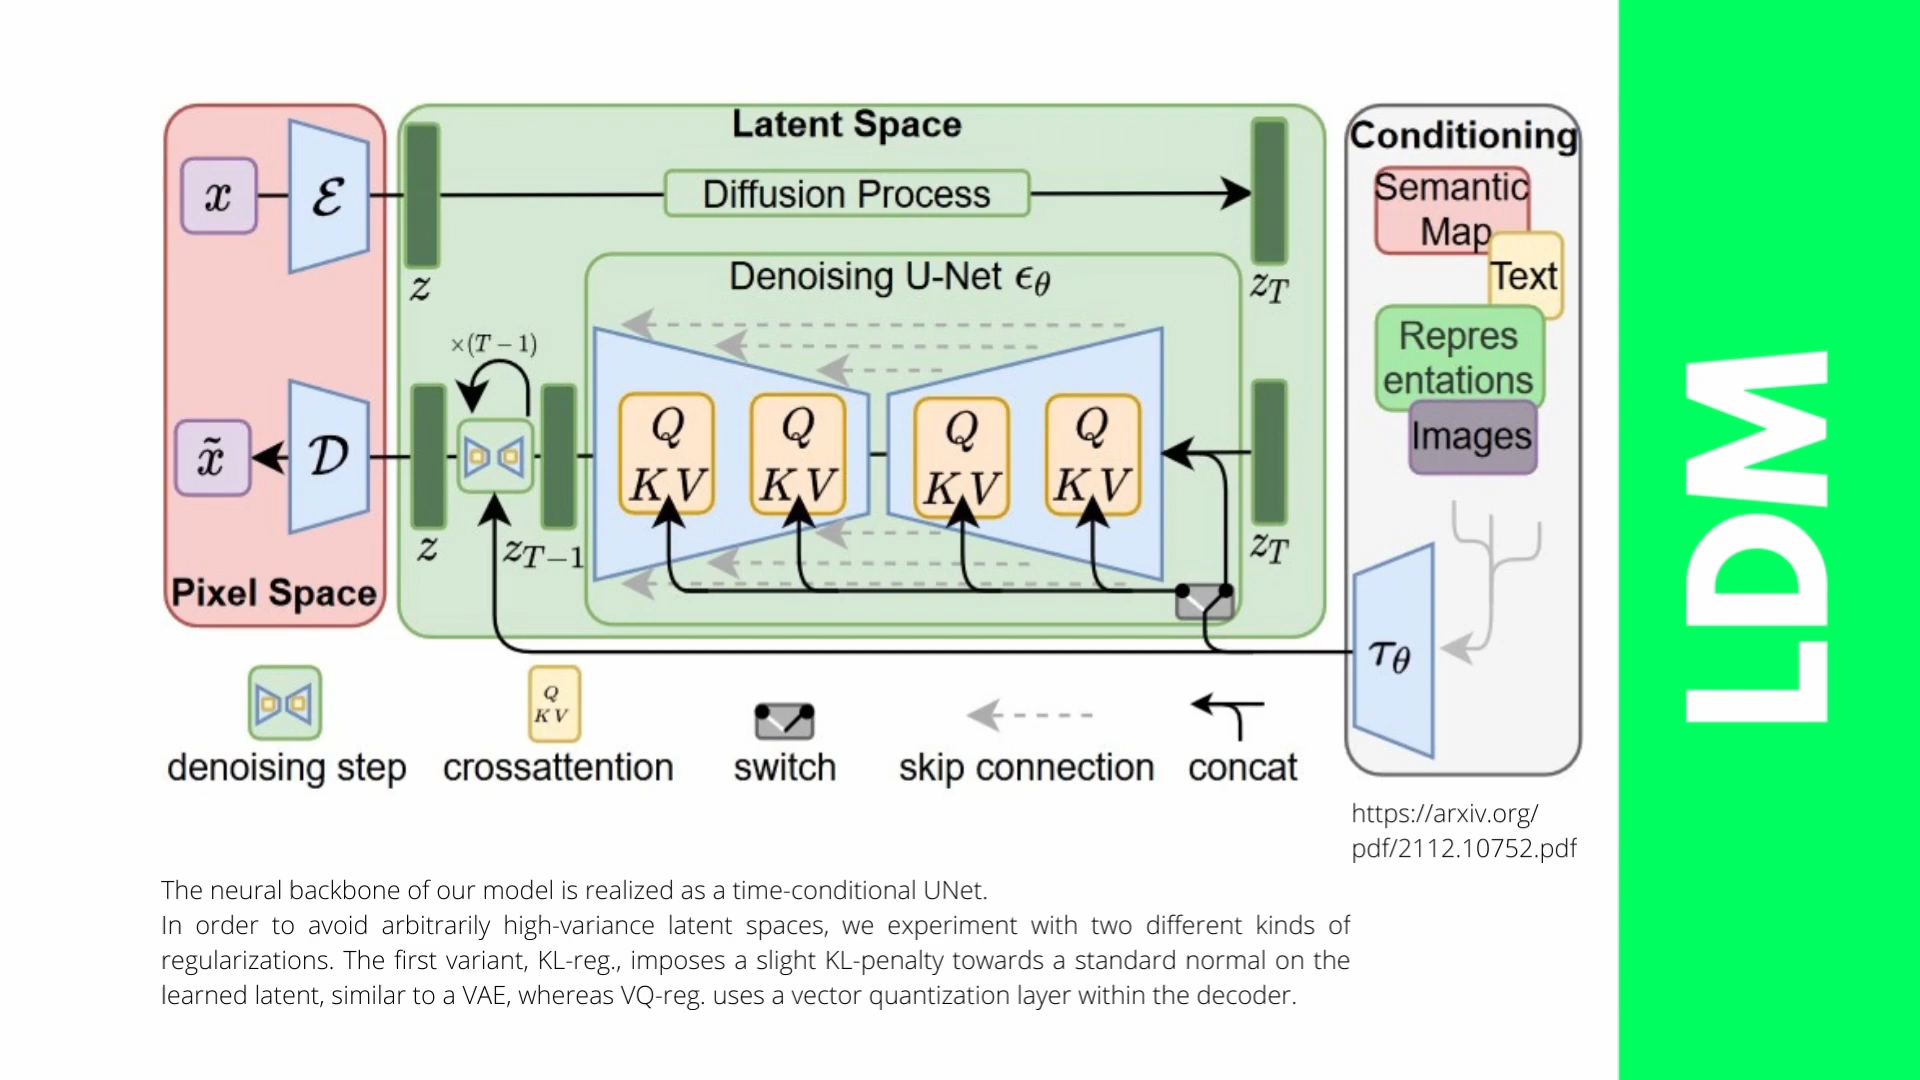 Latent Space
Conditioning
x
ℰ
Diffusion Process
Semantic
Map
Text
z
Denoising U-Net ϵθ
zT
×(T − 1)
Repres
entations
Images
x̃
𝒟
Q
K V
Q
K V
Q
K V
Q
K V
z
zT−1
zT
Pixel Space
τθ
Q
K V
denoising step
crossattention
switch
skip connection
concat
https://arxiv.org/
pdf/2112.10752.pdf
The neural backbone of our model is realized as a time-conditional UNet.
In order to avoid arbitrarily high-variance latent spaces, we experiment with two different kinds of
regularizations. The first variant, KL-reg., imposes a slight KL-penalty towards a standard normal on the
learned latent, similar to a VAE, whereas VQ-reg. uses a vector quantization layer within the decoder.
LDM